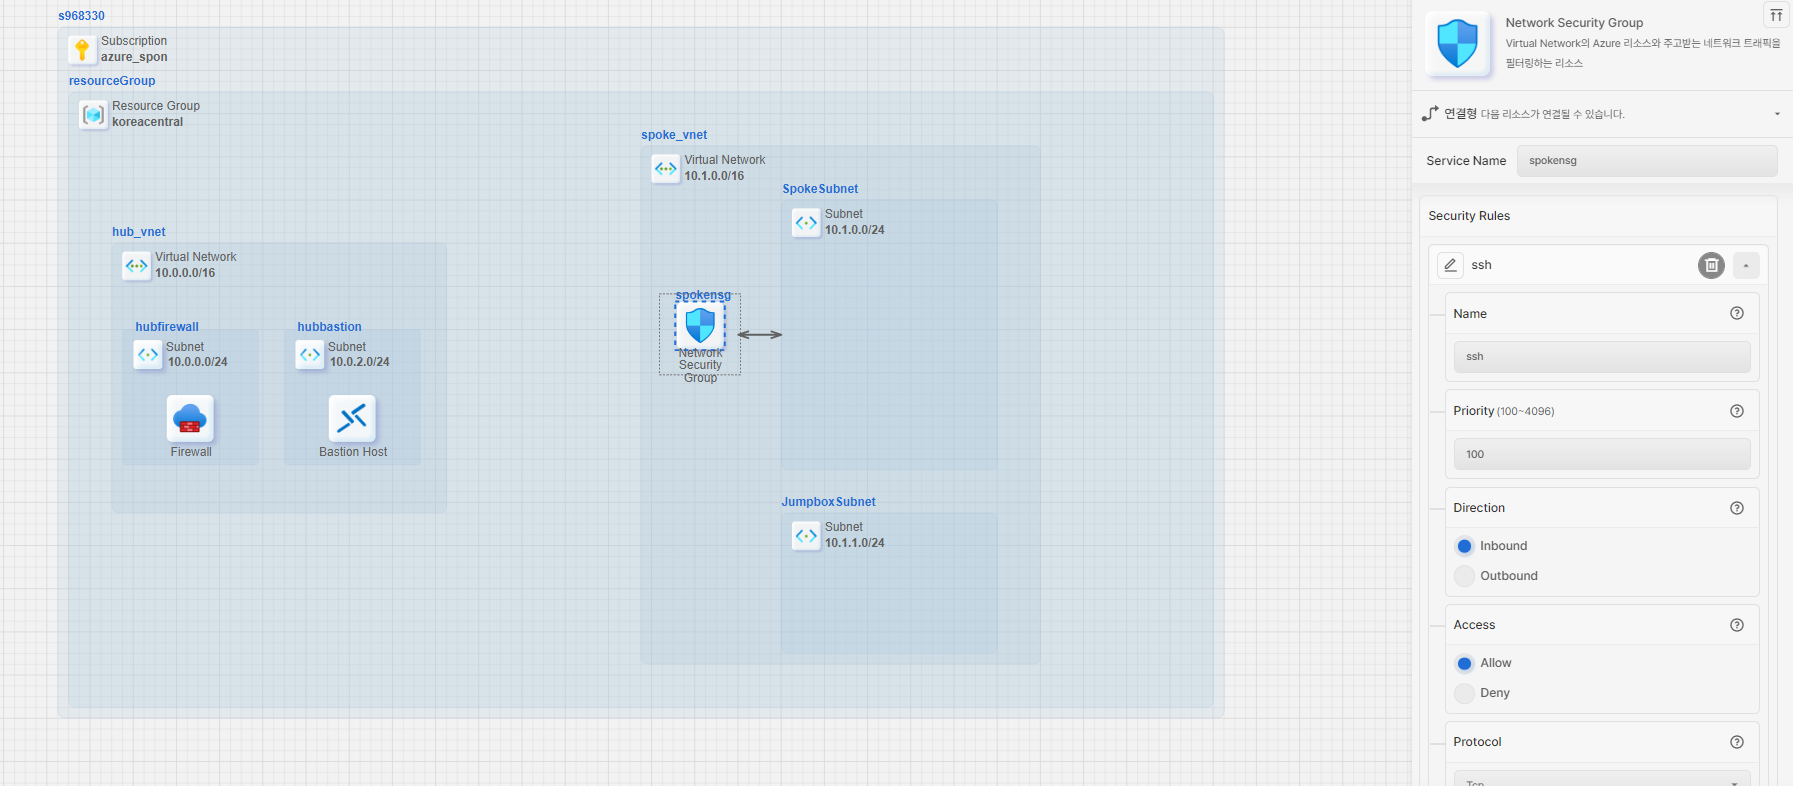 s968330
Subscription
azure_spon
resourceGroup
Resource Group
koreacentral
hub_vnet
Virtual Network
10.0.0.0/16
hubfirewall
Subnet
10.0.0.0/24
Firewall
hubbastion
Subnet
10.0.2.0/24
Bastion Host
spoke_vnet
Virtual Network
10.1.0.0/16
SpokeSubnet
Subnet
10.1.0.0/24
spokensg
Network
Security
Group
JumpboxSubnet
Subnet
10.1.1.0/24
Network Security Group
Virtual Network의 Azure 리소스와 주고받는 네트워크 트래픽을
필터링하는 리소스
연결형 다음 리소스가 연결될 수 있습니다.
Service Name
spokensg
Security Rules
ssh
Name
ssh
Priority (100~4096)
100
Direction
Inbound
Outbound
Access
Allow
Deny
Protocol
Tcp